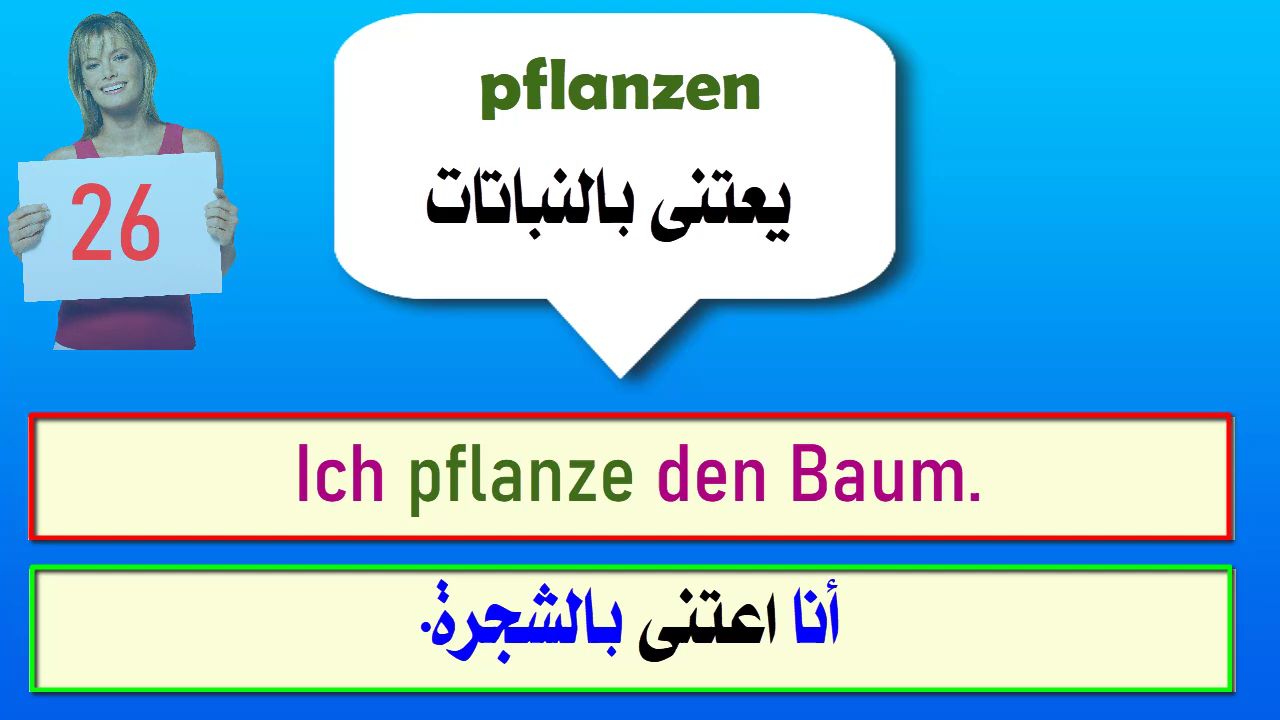 pflanzen
يعتنى بالنباتات
26
Ich pflanze den Baum.
أنا اعتنى بالشجرة.